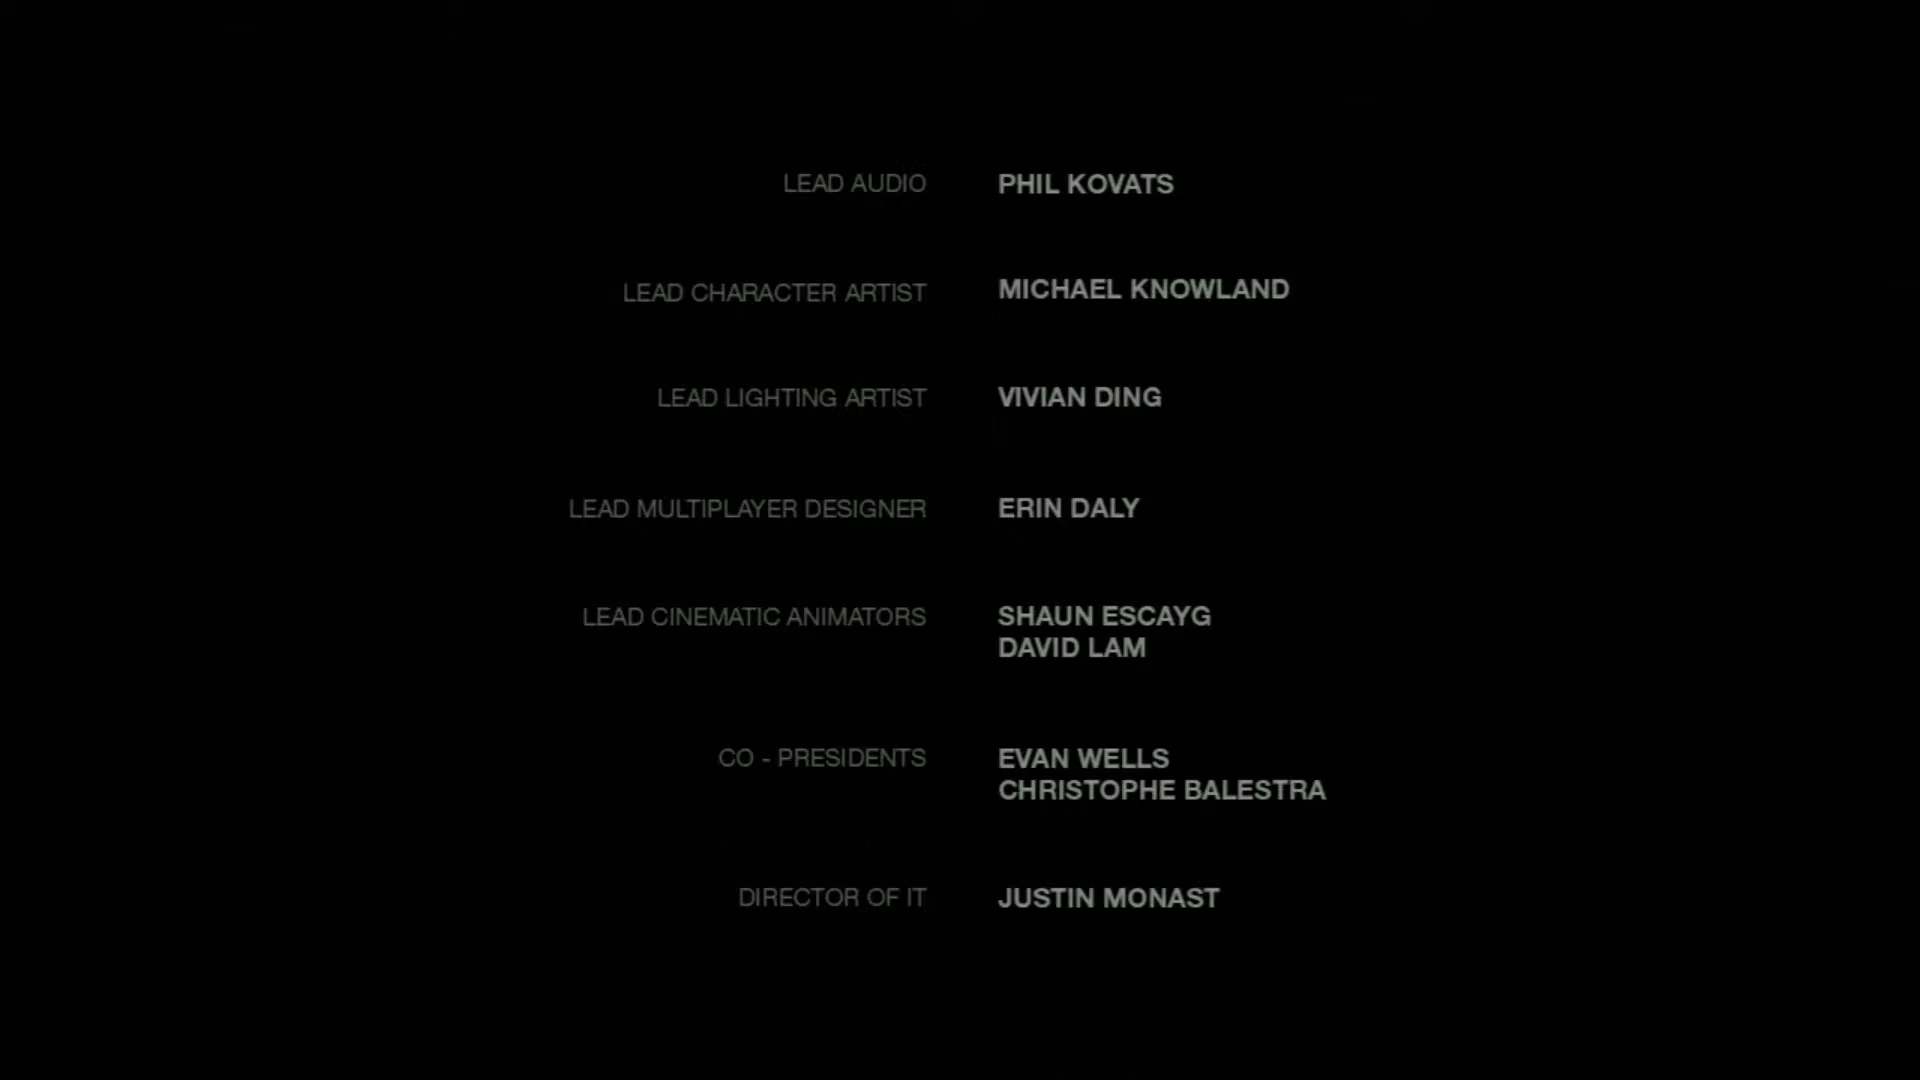 LEAD AUDIO PHIL KOVATS
LEAD CHARACTER ARTIST MICHAEL KNOWLAND
LEAD LIGHTING ARTIST VIVIAN DING
LEAD MULTIPLAYER DESIGNER ERIN DALY
LEAD CINEMATIC ANIMATORS SHAUN ESCAYG
DAVID LAM
CO - PRESIDENTS EVAN WELLS
CHRISTOPHE BALESTRA
DIRECTOR OF IT JUSTIN MONAST